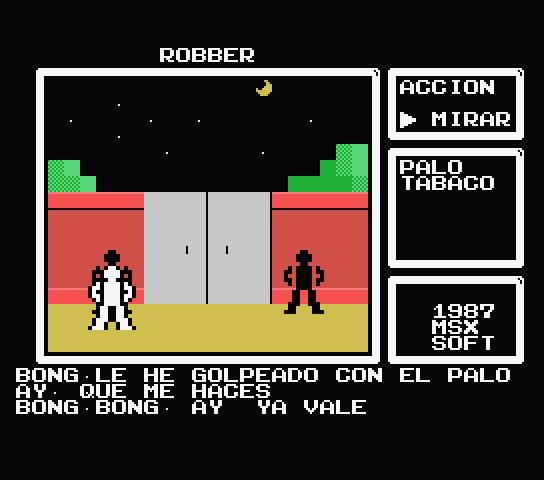 ROBBER
ACCION
► MIRAR
PALO
TABACO
1987
MSX
SOFT
BONG.LE HE GOLPEADO CON EL PALO
AY. QUE ME HACES
BONG.BONG. AY  YA VALE